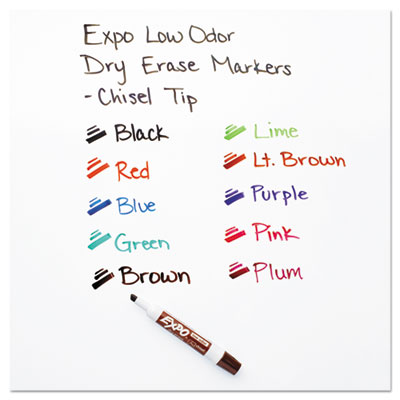 Expo Low Odor
Dry Erase Markers
- Chisel Tip
Black
Red
Blue
Green
Brown
Lime
Lt. Brown
Purple
Pink
Plum
EXPO